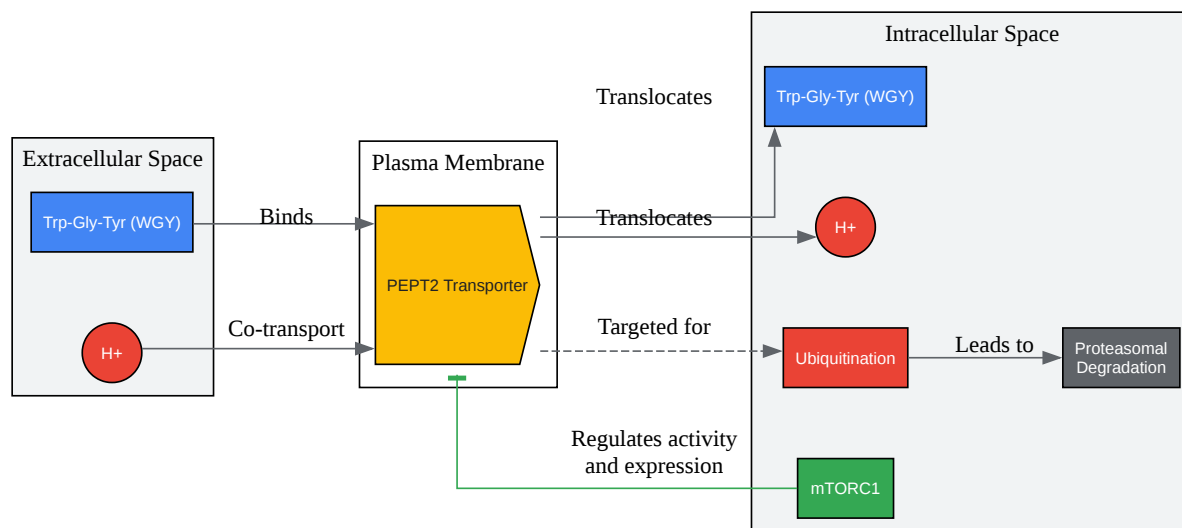 Extracellular Space
Trp-Gly-Tyr (WGY)
H+
Binds
Co-transport
Plasma Membrane
PEPT2 Transporter
Translocates
Translocates
Targeted for
Regulates activity
and expression
Intracellular Space
Trp-Gly-Tyr (WGY)
H+
Ubiquitination
Leads to
Proteasomal
Degradation
mTORC1